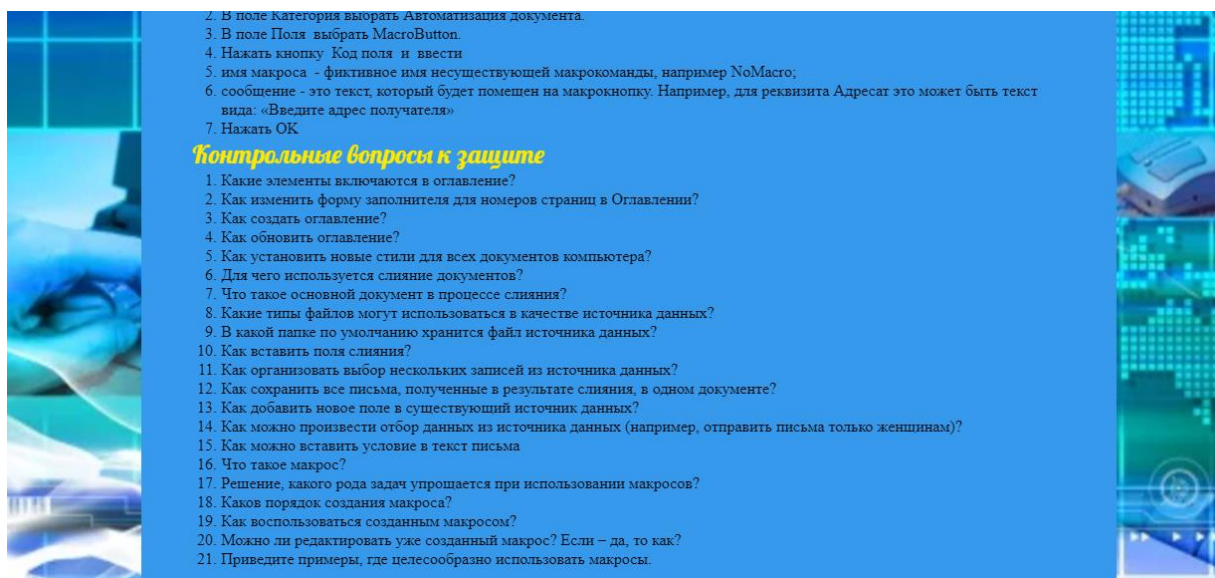 2. В поле Категория выбрать Автоматизация документа.
3. В поле Поля выбрать MacroButton.
4. Нажать кнопку Код поля и ввести
5. имя макроса - фиктивное имя несуществующей макрокоманды, например NoMacro;
6. сообщение - это текст, который будет помещен на макрокнопку. Например, для реквизита Адресат это может быть текст
вида: «Введите адрес получателя»
7. Нажать OK
Контрольные вопросы к защите
1. Какие элементы включаются в оглавление?
2. Как изменить форму заполнителя для номеров страниц в Оглавлении?
3. Как создать оглавление?
4. Как обновить оглавление?
5. Как установить новые стили для всех документов компьютера?
6. Для чего используется слияние документов?
7. Что такое основной документ в процессе слияния?
8. Какие типы файлов могут использоваться в качестве источника данных?
9. В какой папке по умолчанию хранится файл источника данных?
10. Как вставить поля слияния?
11. Как организовать выбор нескольких записей из источника данных?
12. Как сохранить все письма, полученные в результате слияния, в одном документе?
13. Как добавить новое поле в существующий источник данных?
14. Как можно произвести отбор данных из источника данных (например, отправить письма только женщинам)?
15. Как можно вставить условие в текст письма
16. Что такое макрос?
17. Решение, какого рода задач упрощается при использовании макросов?
18. Каков порядок создания макроса?
19. Как воспользоваться созданным макросом?
20. Можно ли редактировать уже созданный макрос? Если – да, то как?
21. Приведите примеры, где целесообразно использовать макросы.